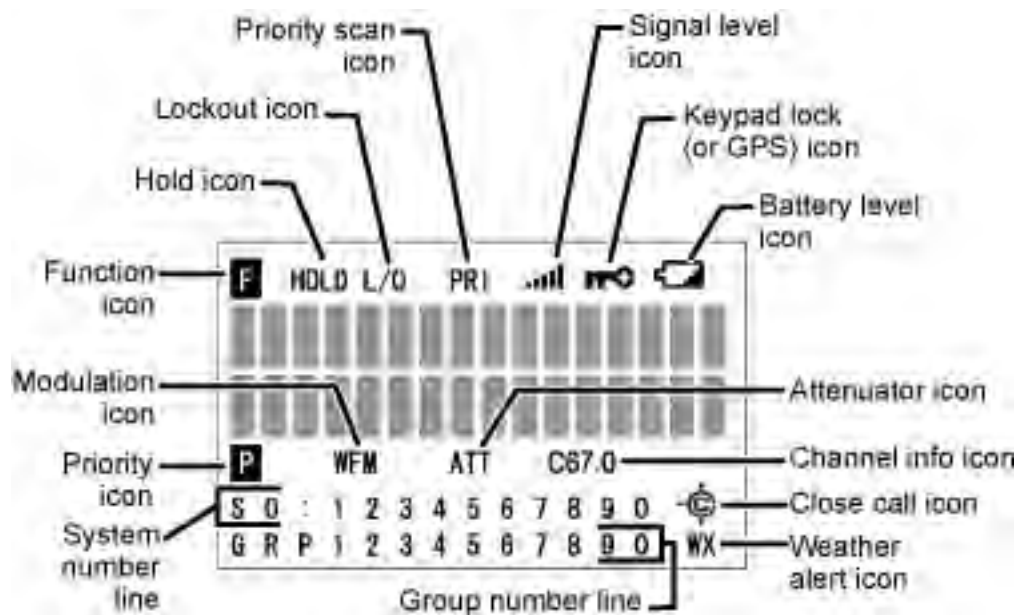 Priority scan icon
Signal level icon
Lockout icon
Keypad lock (or GPS) icon
Hold icon
Battery level icon
Function icon
F HOLD L/O PRI
Modulation icon
Attenuator icon
P WFM ATT C67.0
Priority icon
Channel info icon
S 0 : 1 2 3 4 5 6 7 8 9 0 C
Close call icon
System number line
G R P 1 2 3 4 5 6 7 8 9 0 WX
Weather alert icon
Group number line